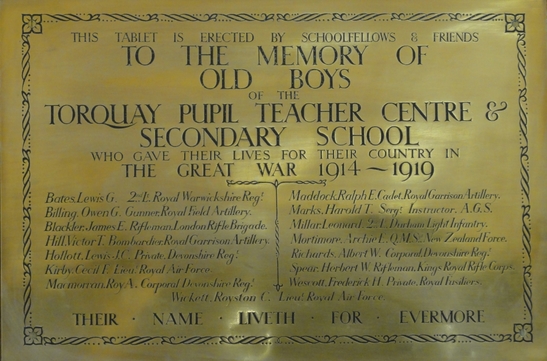 THIS TABLET IS ERECTED BY SCHOOLFELLOWS & FRIENDS
TO THE MEMORY OF
OLD BOYS
OF THE
TORQUAY PUPIL TEACHER CENTRE &
SECONDARY SCHOOL
WHO GAVE THEIR LIVES FOR THEIR COUNTRY IN
THE GREAT WAR 1914~1919
Bates, Lewis G. 2nd Lt. Royal Warwickshire Regt.
Billing, Owen G. Gunner, Royal Field Artillery.
Blackler, James E. Rifleman, London Rifle Brigade.
Hill, Victor F. Bombardier, Royal Garrison Artillery.
Hollott, Lewis J.C. Private, Devonshire Regt.
Kirby, Cecil F. Lieut. Royal Air Force.
Macmorran, Roy A. Corporal Devonshire Regt.
Maddock, Ralph E. Cadet, Royal Garrison Artillery.
Marks, Harold T. Sergt. Instructor, A.G.S.
Millar, Leonard, 2nd Lt. Durham Light Infantry.
Mortimore, Archie E. Q.M.S. New Zealand Force.
Richards, Albert W. Corporal, Devonshire Regt.
Spear, Herbert W. Rifleman, Kings Royal Rifle Corps.
Wescott, Frederick H. Private, Royal Fusiliers.
Wickett, Royston C. Lieut. Royal Air Force.
THEIR · NAME · LIVETH · FOR · EVERMORE